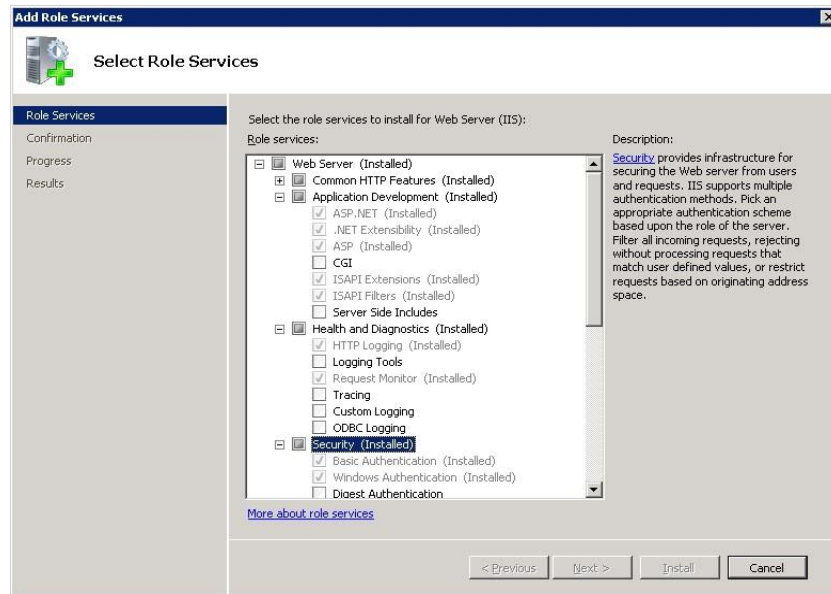 Add Role Services
Select Role Services
Role Services
Confirmation
Progress
Results
Select the role services to install for Web Server (IIS):
Role services:
Web Server (Installed)
Common HTTP Features (Installed)
Application Development (Installed)
ASP.NET (Installed)
.NET Extensibility (Installed)
ASP (Installed)
CGI
ISAPI Extensions (Installed)
ISAPI Filters (Installed)
Server Side Includes
Health and Diagnostics (Installed)
HTTP Logging (Installed)
Logging Tools
Request Monitor (Installed)
Tracing
Custom Logging
ODBC Logging
Security (Installed)
Basic Authentication (Installed)
Windows Authentication (Installed)
Digest Authentication
More about role services
Description:
Security provides infrastructure for
securing the Web server from users
and requests. IIS supports multiple
authentication methods. Pick an
appropriate authentication scheme
based upon the role of the server.
Filter all incoming requests, rejecting
without processing requests that
match user defined values, or restrict
requests based on originating address
space.
< Previous
Next >
Install
Cancel